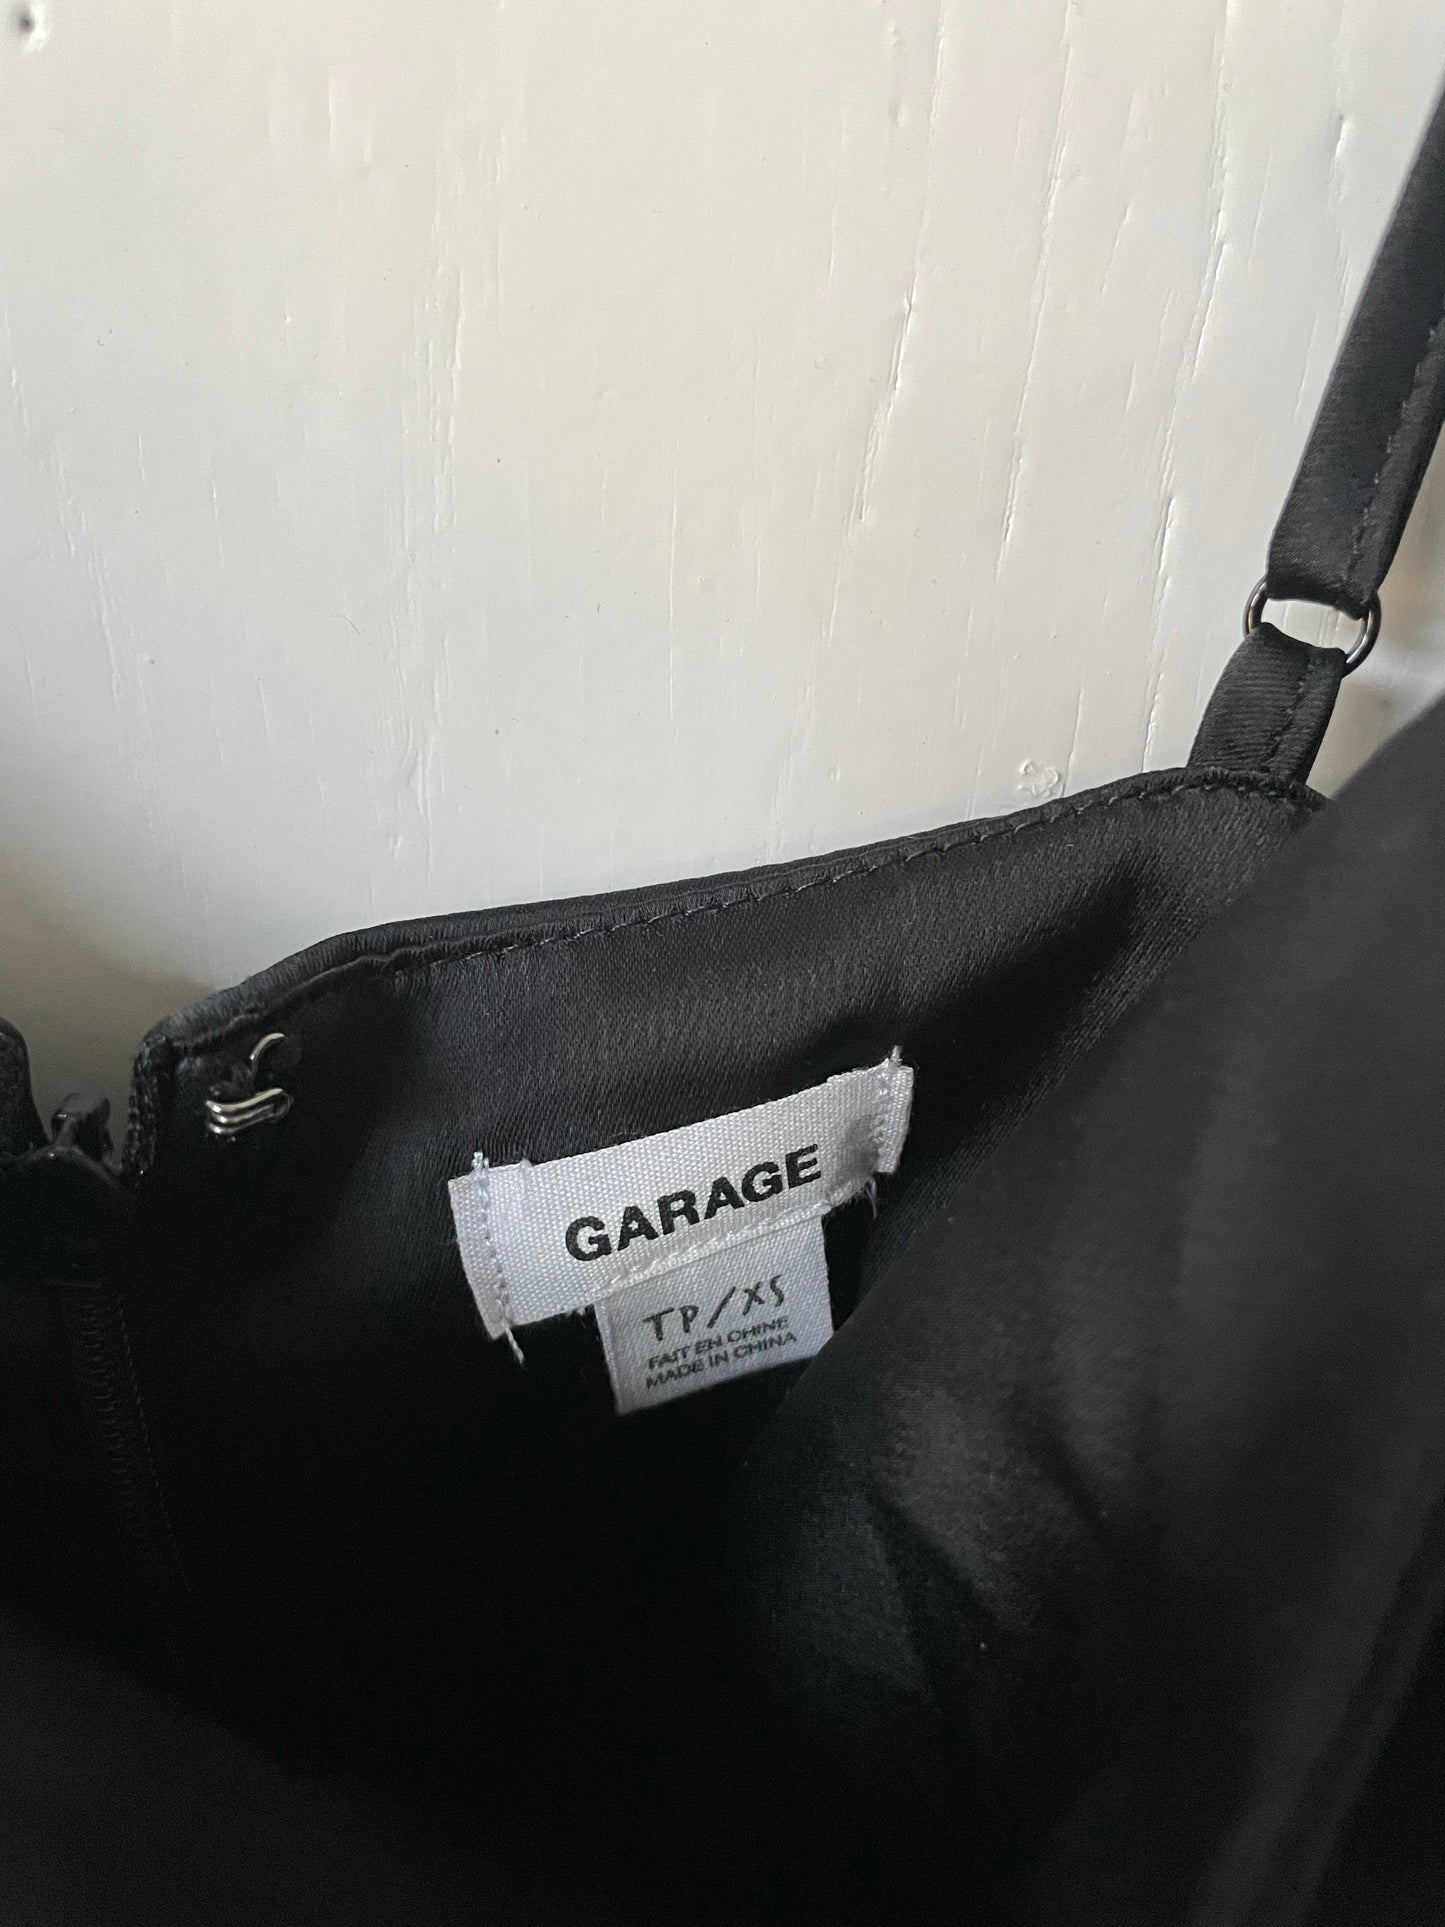 GARAGE
TP/XS
FAIT EN CHINE
MADE IN CHINA